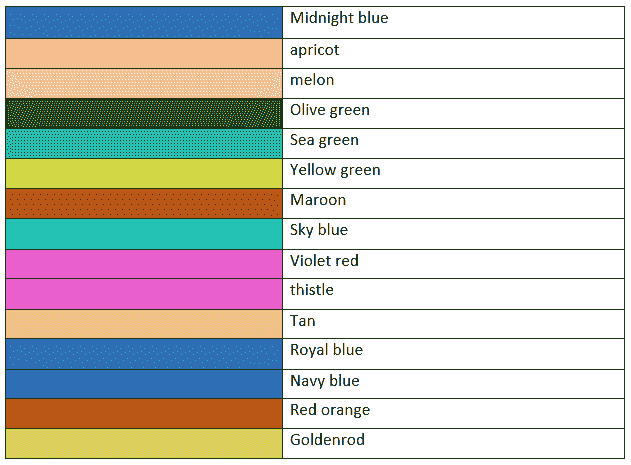 Midnight blue
apricot
melon
Olive green
Sea green
Yellow green
Maroon
Sky blue
Violet red
thistle
Tan
Royal blue
Navy blue
Red orange
Goldenrod